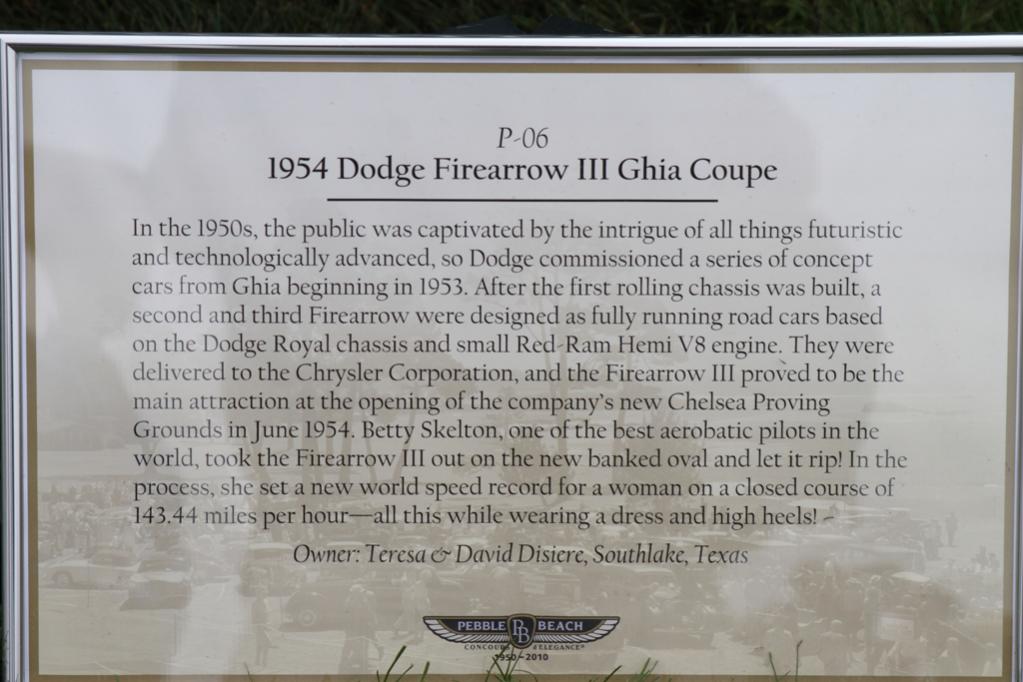 P-06
1954 Dodge Firearrow III Ghia Coupe
In the 1950s, the public was captivated by the intrigue of all things futuristic
and technologically advanced, so Dodge commissioned a series of concept
cars from Ghia beginning in 1953. After the first rolling chassis was built, a
second and third Firearrow were designed as fully running road cars based
on the Dodge Royal chassis and small Red-Ram Hemi V8 engine. They were
delivered to the Chrysler Corporation, and the Firearrow III proved to be the
main attraction at the opening of the company's new Chelsea Proving
Grounds in June 1954. Betty Skelton, one of the best aerobatic pilots in the
world, took the Firearrow III out on the new banked oval and let it rip! In the
process, she set a new world speed record for a woman on a closed course of
143.44 miles per hour—all this while wearing a dress and high heels! ~
Owner: Teresa & David Disiere, Southlake, Texas
PEBBLE PB BEACH
CONCOURS d'ELEGANCE®
1950~2010